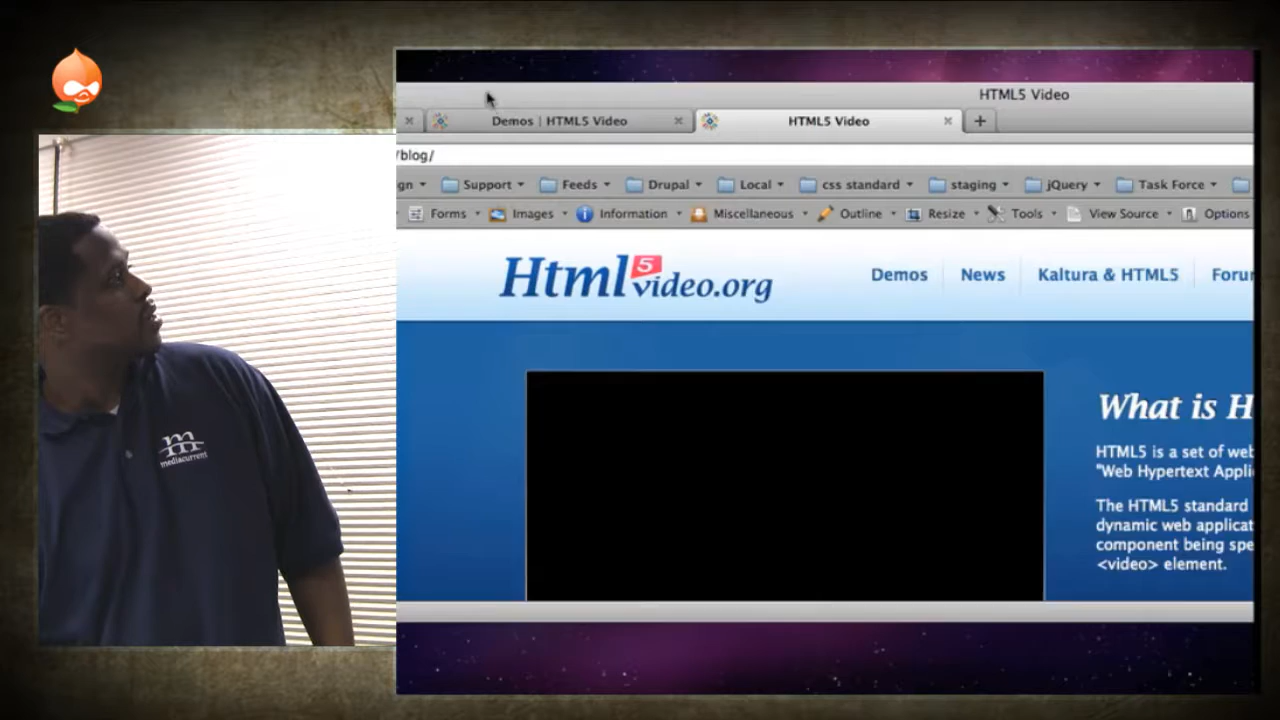 HTML5 Video
Demos | HTML5 Video
HTML5 Video
/blog/
gn Support Feeds Drupal Local css standard staging jQuery Task Force
Forms Images Information Miscellaneous Outline Resize Tools View Source Options
Html5video.org
Demos News Kaltura & HTML5 Forur
What is H
HTML5 is a set of web
"Web Hypertext Appli
The HTML5 standard
dynamic web applicat
component being spe
<video> element.
m
mediacurrent